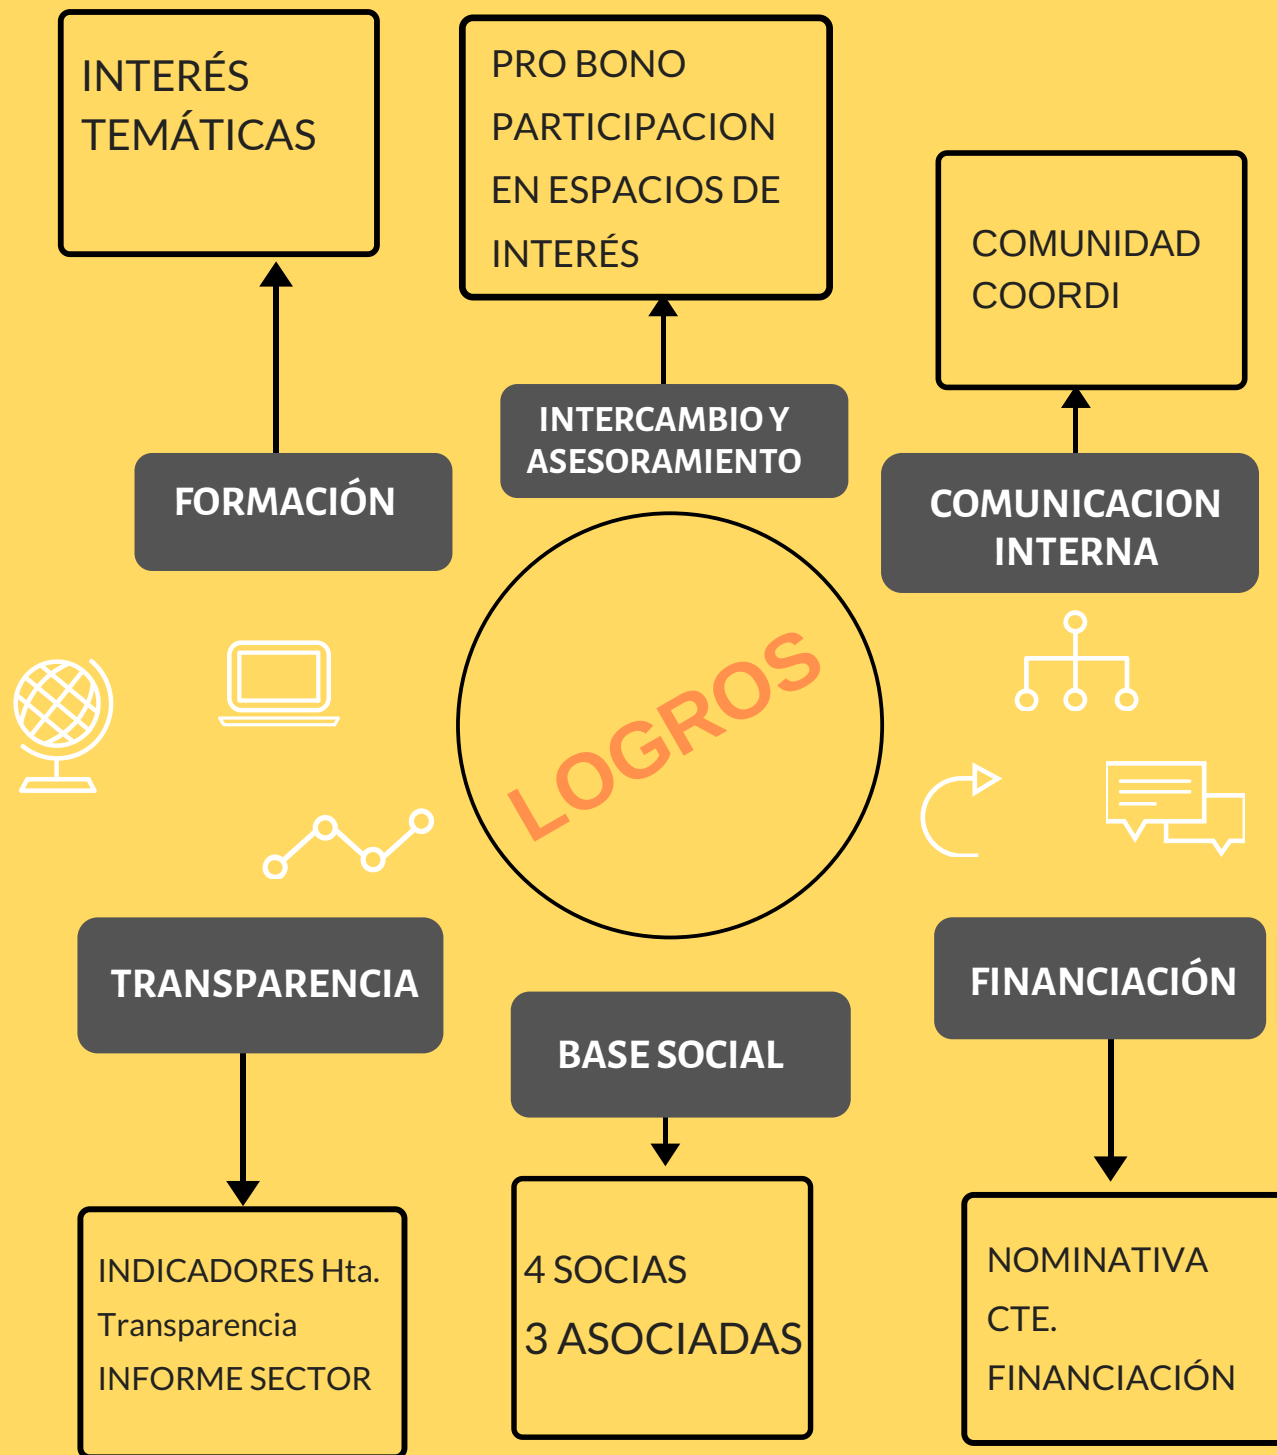 INTERÉS
TEMÁTICAS
PRO BONO
PARTICIPACION
EN ESPACIOS DE
INTERÉS
COMUNIDAD
COORDI
FORMACIÓN
INTERCAMBIO Y
ASESORAMIENTO
COMUNICACION
INTERNA
LOGROS
TRANSPARENCIA
BASE SOCIAL
FINANCIACIÓN
INDICADORES Hta.
Transparencia
INFORME SECTOR
4 SOCIAS
3 ASOCIADAS
NOMINATIVA
CTE.
FINANCIACIÓN